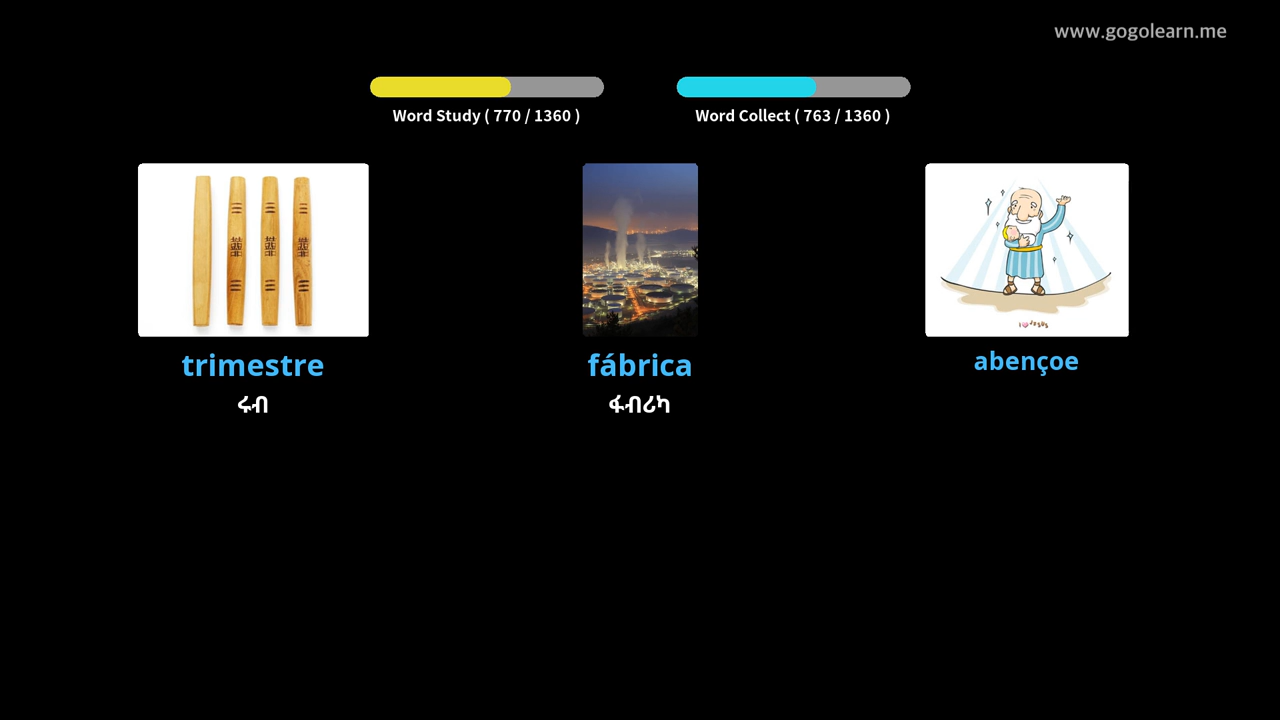 www.gogolearn.me
Word Study ( 770 / 1360 )
Word Collect ( 763 / 1360 )
trimestre
fábrica
abençoe
ሩብ
ፋብሪካ